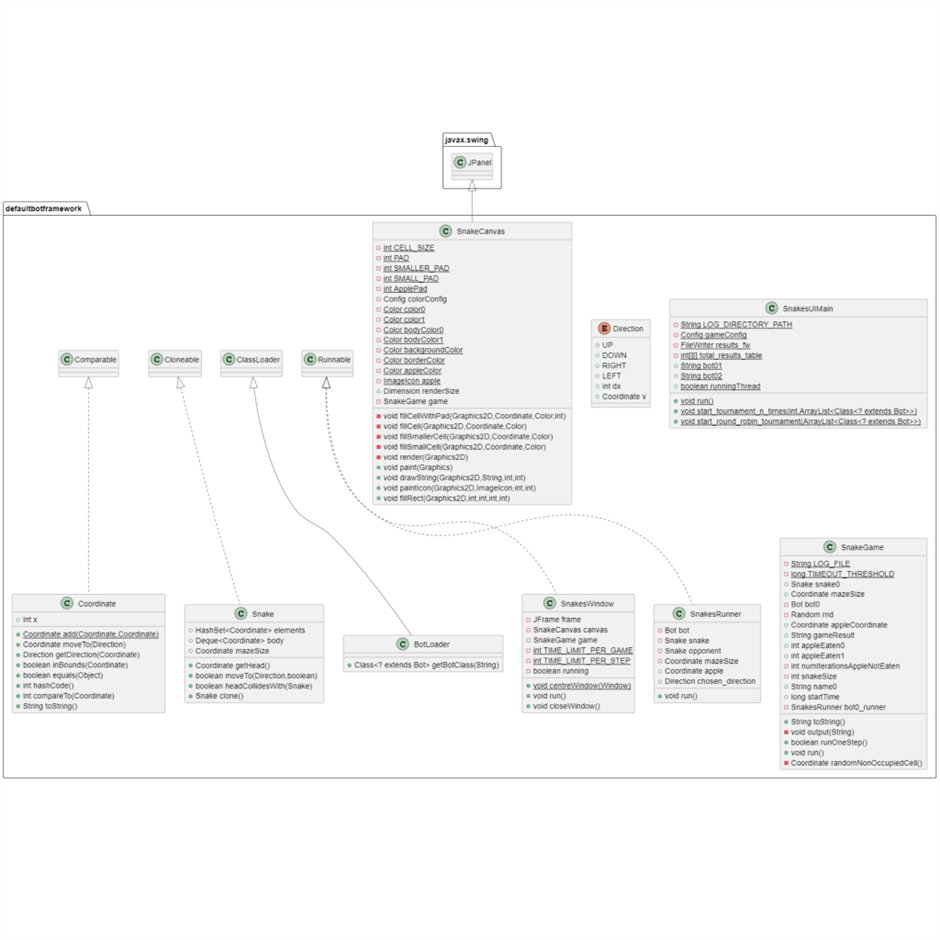 javax.swing
C JPanel
defaultbotframework
C SnakeCanvas
int CELL_SIZE
int PAD
int SMALLER_PAD
int SMALL_PAD
int ApplePad
Config colorConfig
Color color0
Color color1
Color bodyColor0
Color bodyColor1
Color backgroundColor
Color borderColor
Color appleColor
ImageIcon apple
Dimension renderSize
SnakeGame game
void fillCellWithPad(Graphics2D,Coordinate,Color,int)
void fillCell(Graphics2D,Coordinate,Color)
void fillSmallerCell(Graphics2D,Coordinate,Color)
void fillSmallCell(Graphics2D,Coordinate,Color)
void render(Graphics2D)
void paint(Graphics)
void drawString(Graphics2D,String,int,int)
void paintIcon(Graphics2D,ImageIcon,int,int)
void fillRect(Graphics2D,int,int,int,int)
E Direction
UP
DOWN
RIGHT
LEFT
int dx
Coordinate v
C SnakesUIMain
String LOG_DIRECTORY_PATH
Config gameConfig
FileWriter results_fw
int[][] total_results_table
String bot01
String bot02
boolean runningThread
void run()
void start_tournament_n_times(int,ArrayList<Class<? extends Bot>>)
void start_round_robin_tournament(ArrayList<Class<? extends Bot>>)
C Comparable
C Cloneable
C ClassLoader
C Runnable
C Coordinate
int x
Coordinate add(Coordinate,Coordinate)
Coordinate moveTo(Direction)
Direction getDirection(Coordinate)
boolean inBounds(Coordinate)
boolean equals(Object)
int hashCode()
int compareTo(Coordinate)
String toString()
C Snake
HashSet<Coordinate> elements
Deque<Coordinate> body
Coordinate mazeSize
Coordinate getHead()
boolean moveTo(Direction,boolean)
boolean headCollidesWith(Snake)
Snake clone()
C BotLoader
Class<? extends Bot> getBotClass(String)
C SnakesWindow
JFrame frame
SnakeCanvas canvas
SnakeGame game
int TIME_LIMIT_PER_GAME
int TIME_LIMIT_PER_STEP
boolean running
void centreWindow(Window)
void run()
void closeWindow()
C SnakesRunner
Bot bot
Snake snake
Snake opponent
Coordinate mazeSize
Coordinate apple
Direction chosen_direction
void run()
C SnakeGame
String LOG_FILE
long TIMEOUT_THRESHOLD
Snake snake0
Coordinate mazeSize
Bot bot0
Random rnd
Coordinate appleCoordinate
String gameResult
int appleEaten0
int appleEaten1
int numIterationsAppleNotEaten
int snakeSize
String name0
long startTime
SnakesRunner bot0_runner
String toString()
void output(String)
boolean runOneStep()
void run()
Coordinate randomNonOccupiedCell()